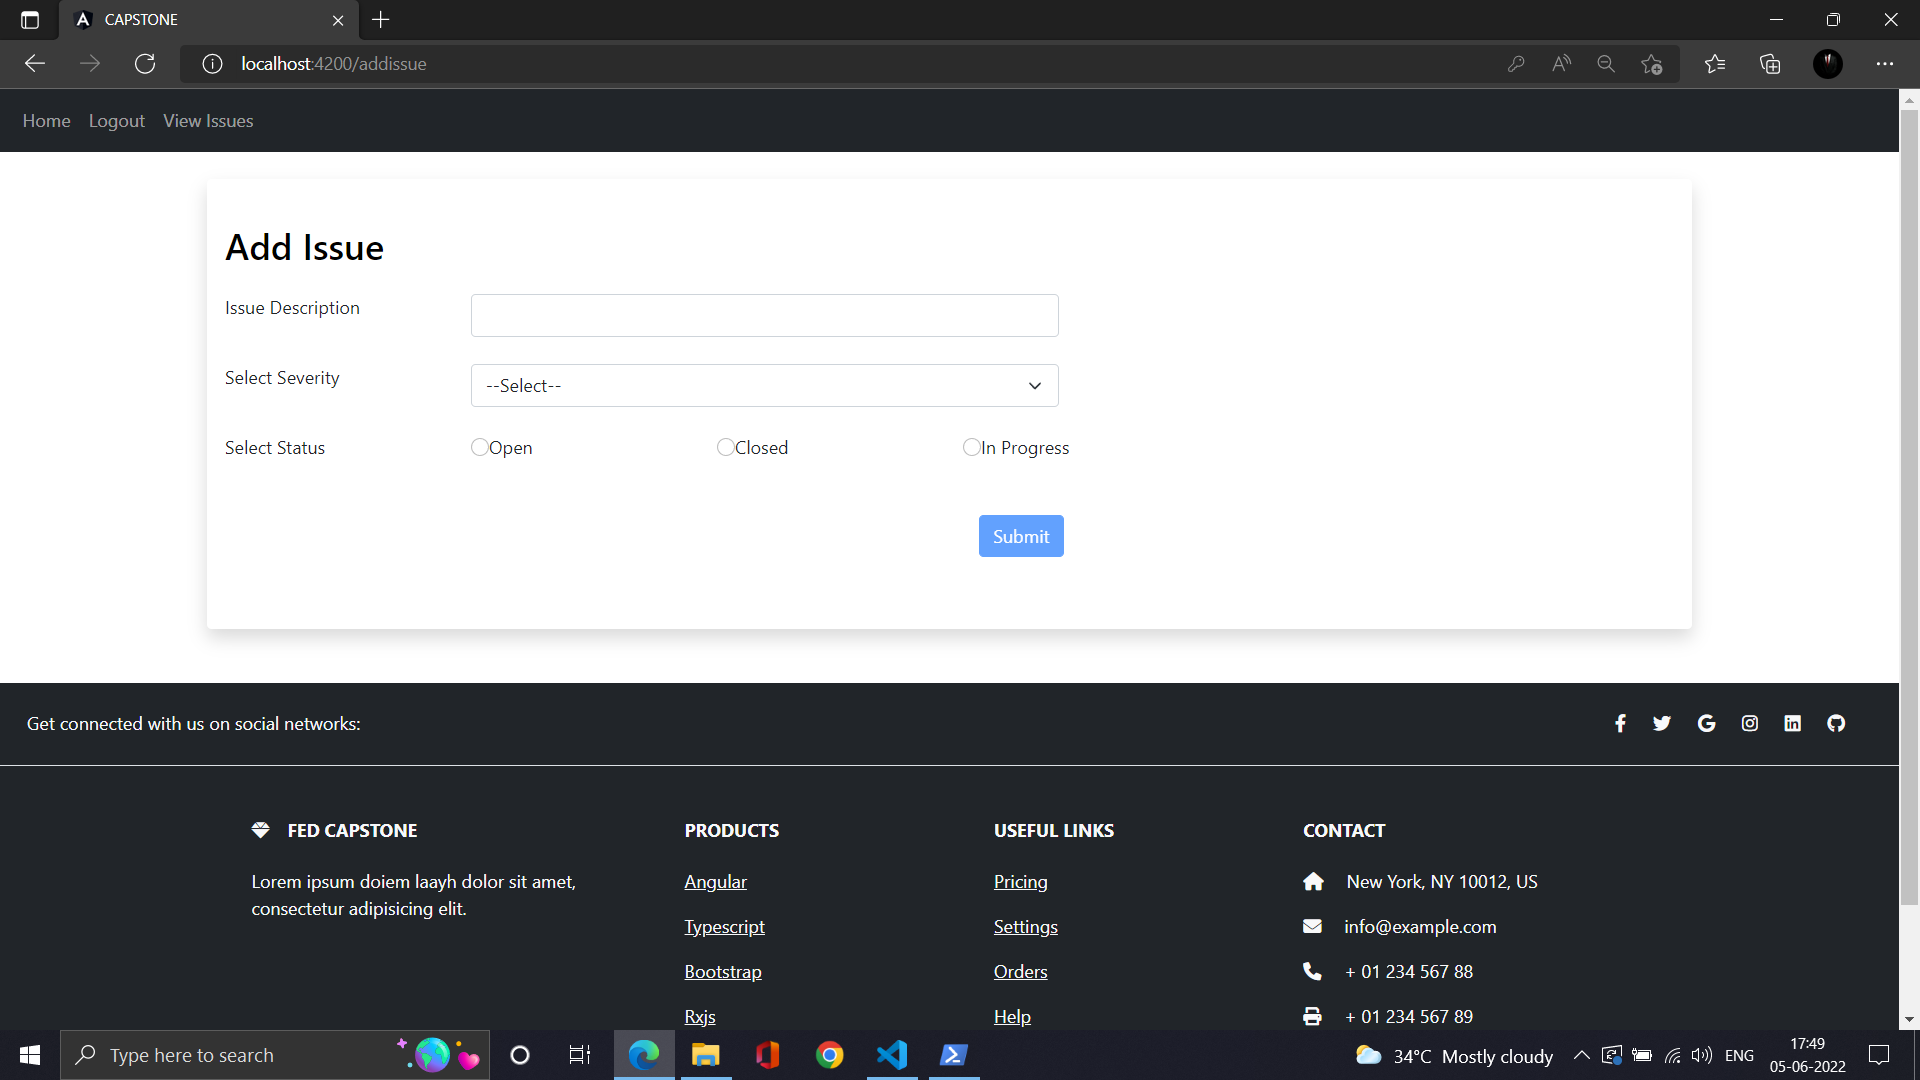 CAPSTONE
localhost:4200/addissue
Home Logout View Issues
Add Issue
Issue Description
Select Severity
--Select--
Select Status
Open
Closed
In Progress
Submit
Get connected with us on social networks:
FED CAPSTONE
Lorem ipsum doiem laayh dolor sit amet,
consectetur adipisicing elit.
PRODUCTS
Angular
Typescript
Bootstrap
Rxjs
USEFUL LINKS
Pricing
Settings
Orders
Help
CONTACT
New York, NY 10012, US
info@example.com
+ 01 234 567 88
+ 01 234 567 89
Type here to search
34°C Mostly cloudy
ENG
17:49
05-06-2022